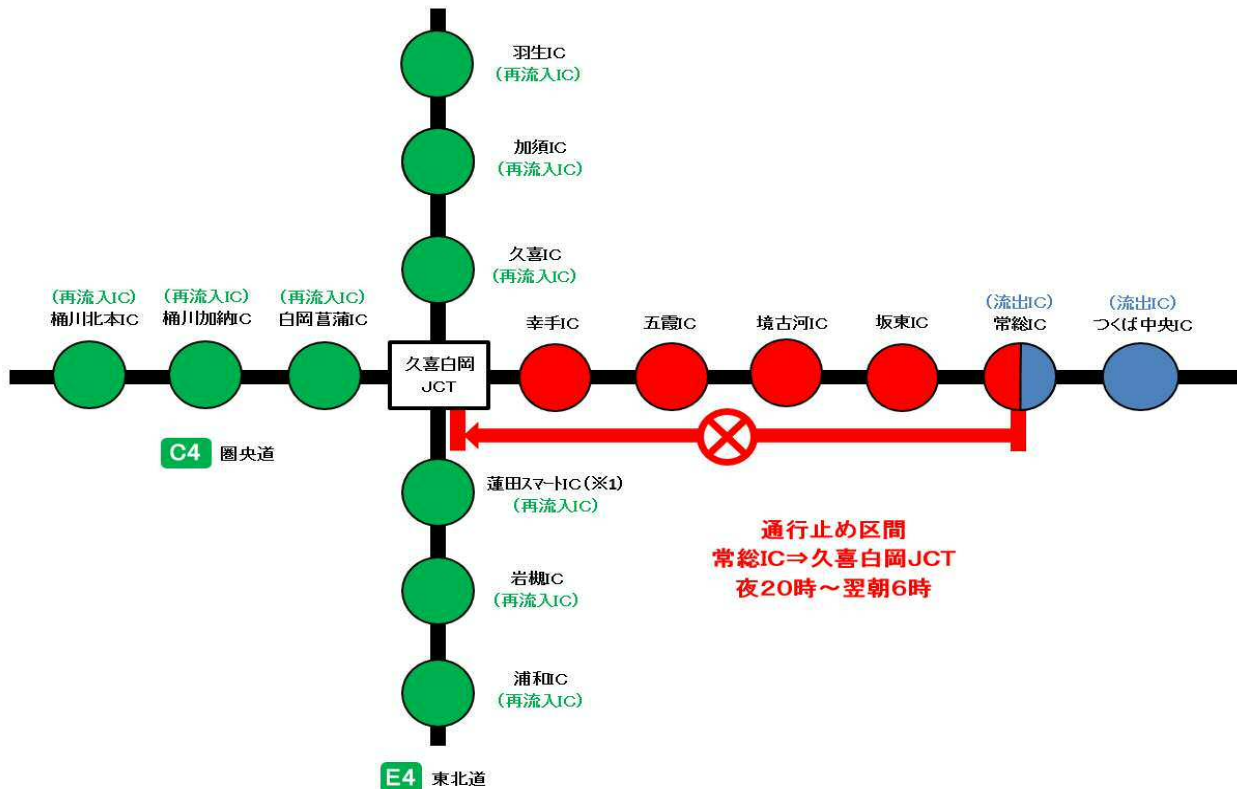 羽生IC
(再流入IC)
加須IC
(再流入IC)
久喜IC
(再流入IC)
(再流入IC)
桶川北本IC
(再流入IC)
桶川加納IC
(再流入IC)
白岡菖蒲IC
久喜白岡
JCT
幸手IC
五霞IC
境古河IC
坂東IC
(流出IC)
常総IC
(流出IC)
つくば中央IC
C4 圏央道
蓮田スマートIC(※1)
(再流入IC)
岩槻IC
(再流入IC)
浦和IC
(再流入IC)
通行止め区間
常総IC⇒久喜白岡JCT
夜20時～翌朝6時
E4 東北道